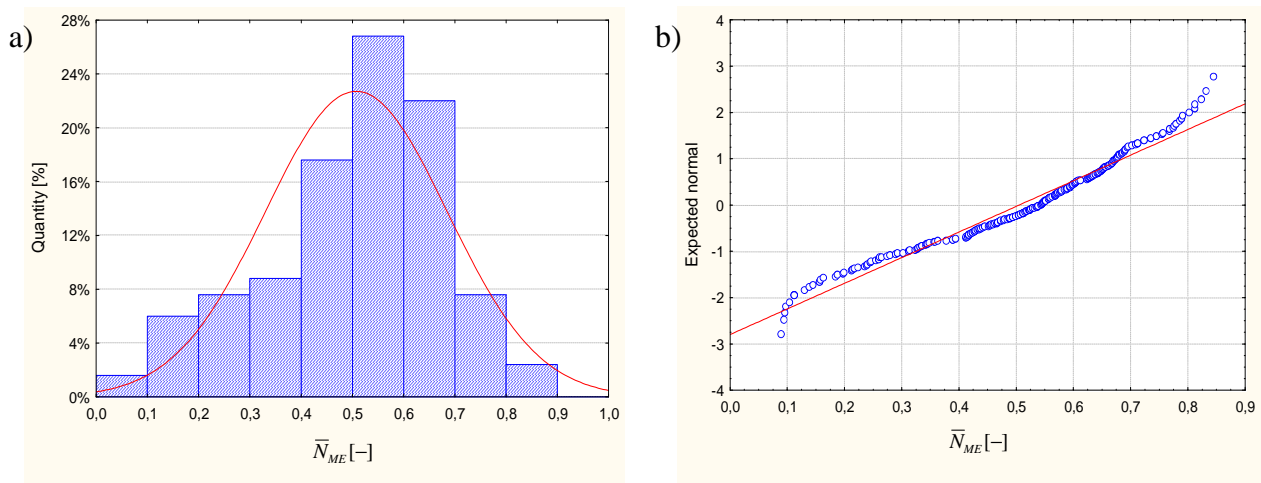 a)
Quantity [%]
28%
24%
20%
16%
12%
8%
4%
0%
0,0 0,1 0,2 0,3 0,4 0,5 0,6 0,7 0,8 0,9 1,0
N̅ME [−]
b)
Expected normal
4
3
2
1
0
-1
-2
-3
-4
0,0 0,1 0,2 0,3 0,4 0,5 0,6 0,7 0,8 0,9
N̅ME [−]